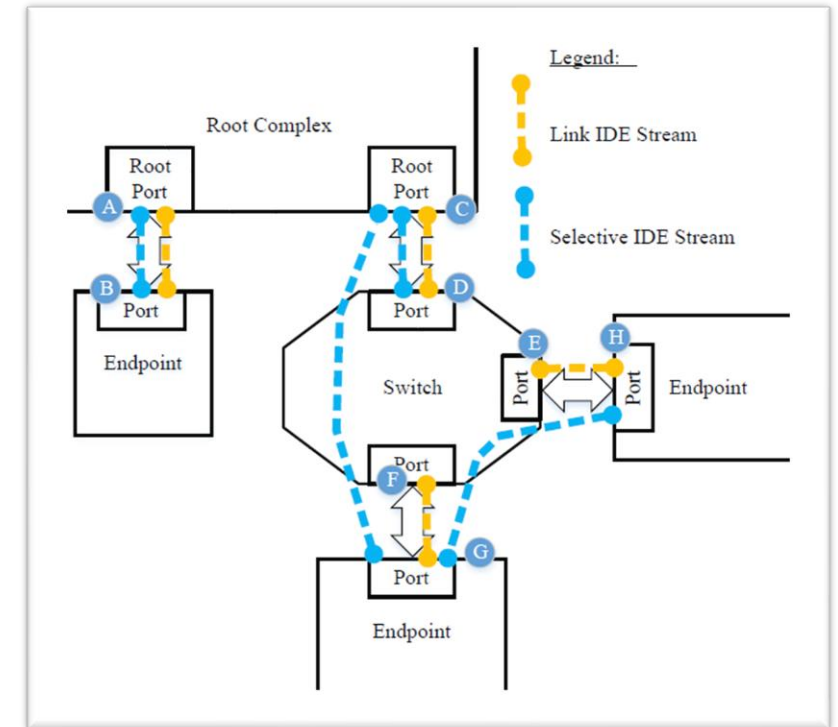 Legend:
Link IDE Stream
Selective IDE Stream
Root Complex
Root
Port
A
B
Port
Endpoint
Root
Port
C
D
Port
Switch
E
Port
H
Port
Endpoint
Port
F
G
Port
Endpoint